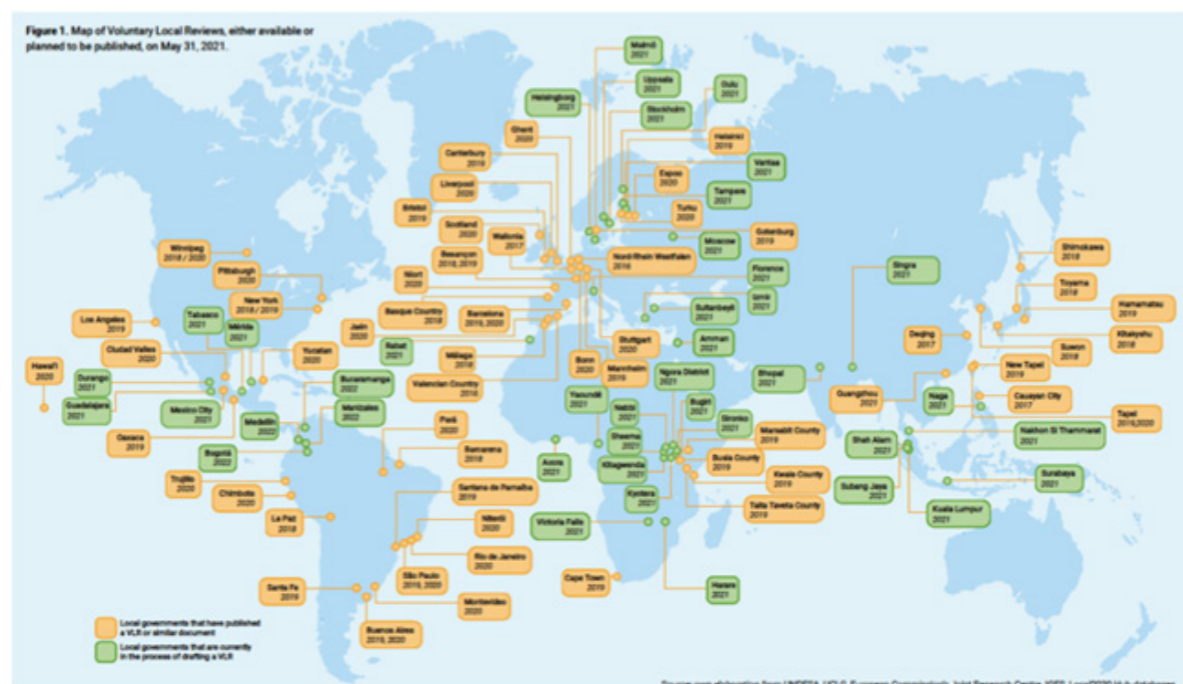 Figure 1. Map of Voluntary Local Reviews, either available or
planned to be published, on May 31, 2021.
Malmö
2021
Uppsala
2021
Oulu
2021
Helsingborg
2021
Stockholm
2021
Ghent
2020
Helsinki
2019
Canterbury
2019
Vantaa
2021
Liverpool
2020
Espoo
2020
Tampere
2021
Bristol
2019
Turku
2020
Scotland
2020
Wallonia
2017
Gotenburg
2019
Moscow
2021
Winnipeg
2018 / 2020
Besançon
2018, 2019
Nord-Rhein Westfalen
2016
Shimokawa
2018
Pittsburgh
2020
Niort
2020
Florence
2021
Singra
2021
Toyama
2018
New York
2018 / 2019
Basque Country
2018
Izmir
2021
Hamamatsu
2019
Tabasco
2021
Mérida
2021
Barcelona
2019, 2020
Sultanbeyli
2021
Los Angeles
2019
Jaén
2020
Rabat
2021
Stuttgart
2020
Amman
2021
Deqing
2017
Kitakyshu
2018
Ciudad Valles
2020
Yucatan
2020
Málaga
2018
Bonn
2020
Mannheim
2019
Suwon
2018
Hawai'i
2020
Durango
2021
Bucaramanga
2022
Valencian Country
2016
Ngora District
2021
Bhopal
2021
New Taipei
2019
Guadalajara
2021
Mexico City
2021
Medellin
2022
Manizales
2022
Yaoundé
2021
Bugiri
2021
Guangzhou
2021
Naga
2021
Cauayan City
2017
Oaxaca
2019
Pará
2020
Nebbi
2021
Sironko
2021
Taipei
2019,2020
Bogotá
2022
Barcarena
2018
Sheema
2021
Marsabit County
2019
Nakhon Si Thammarat
2021
Accra
2021
Kitagwenda
2021
Busia County
2019
Shah Alam
2021
Trujillo
2020
Santana de Parnaíba
2019
Kyotera
2021
Kwale County
2019
Subang Jaya
2021
Surabaya
2021
Chimbote
2020
Taita Taveta County
2019
Kuala Lumpur
2021
La Paz
2018
Niterói
2020
Victoria Falls
2021
Rio de Janeiro
2020
São Paulo
2019, 2020
Cape Town
2019
Harare
2021
Santa Fe
2019
Montevideo
2020
Buenos Aires
2019, 2020
Local governments that have published
a VLR or similar document
Local governments that are currently
in the process of drafting a VLR